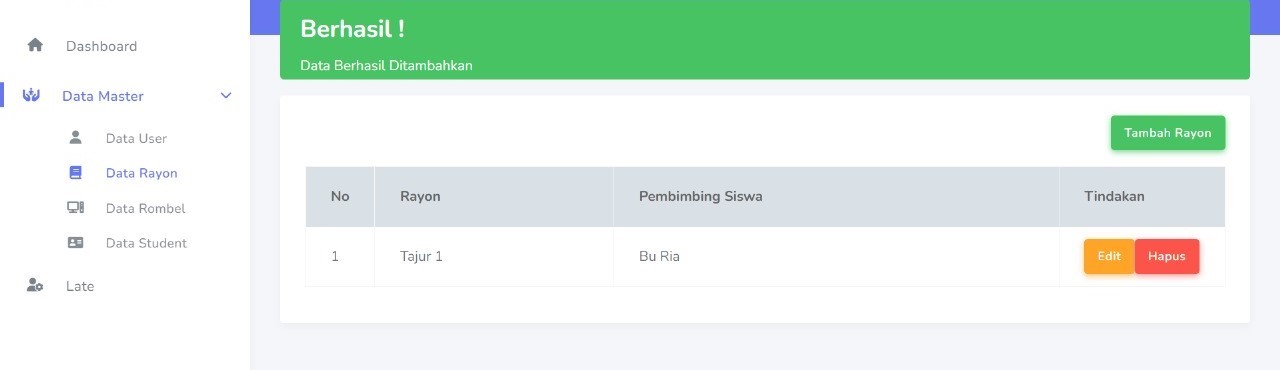 Dashboard
Data Master
Data User
Data Rayon
Data Rombel
Data Student
Late
Berhasil !
Data Berhasil Ditambahkan
Tambah Rayon
No Rayon Pembimbing Siswa Tindakan
1 Tajur 1 Bu Ria Edit Hapus